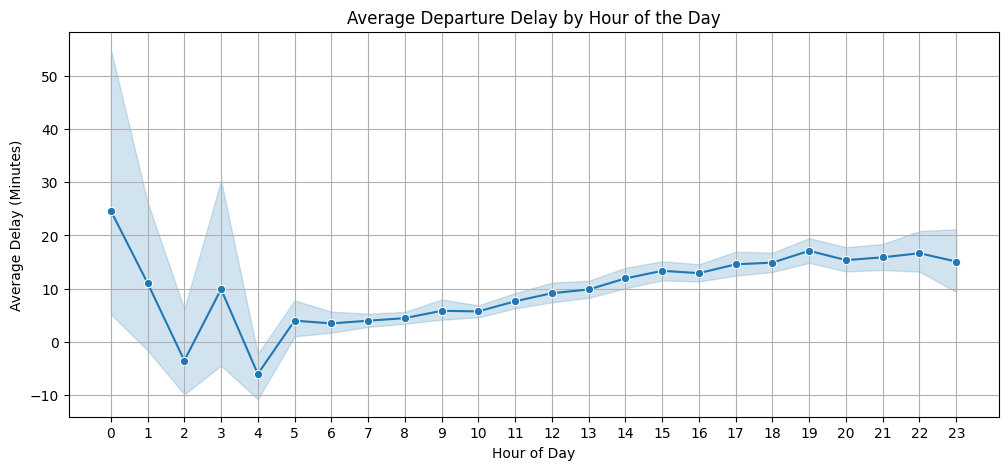 Average Departure Delay by Hour of the Day
Average Delay (Minutes)
50
40
30
20
10
0
−10
0 1 2 3 4 5 6 7 8 9 10 11 12 13 14 15 16 17 18 19 20 21 22 23
Hour of Day